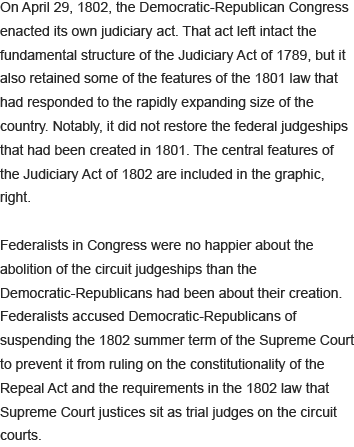 On April 29, 1802, the Democratic-Republican Congress
enacted its own judiciary act. That act left intact the
fundamental structure of the Judiciary Act of 1789, but it
also retained some of the features of the 1801 law that
had responded to the rapidly expanding size of the
country. Notably, it did not restore the federal judgeships
that had been created in 1801. The central features of
the Judiciary Act of 1802 are included in the graphic,
right.

Federalists in Congress were no happier about the
abolition of the circuit judgeships than the
Democratic-Republicans had been about their creation.
Federalists accused Democratic-Republicans of
suspending the 1802 summer term of the Supreme Court
to prevent it from ruling on the constitutionality of the
Repeal Act and the requirements in the 1802 law that
Supreme Court justices sit as trial judges on the circuit
courts.